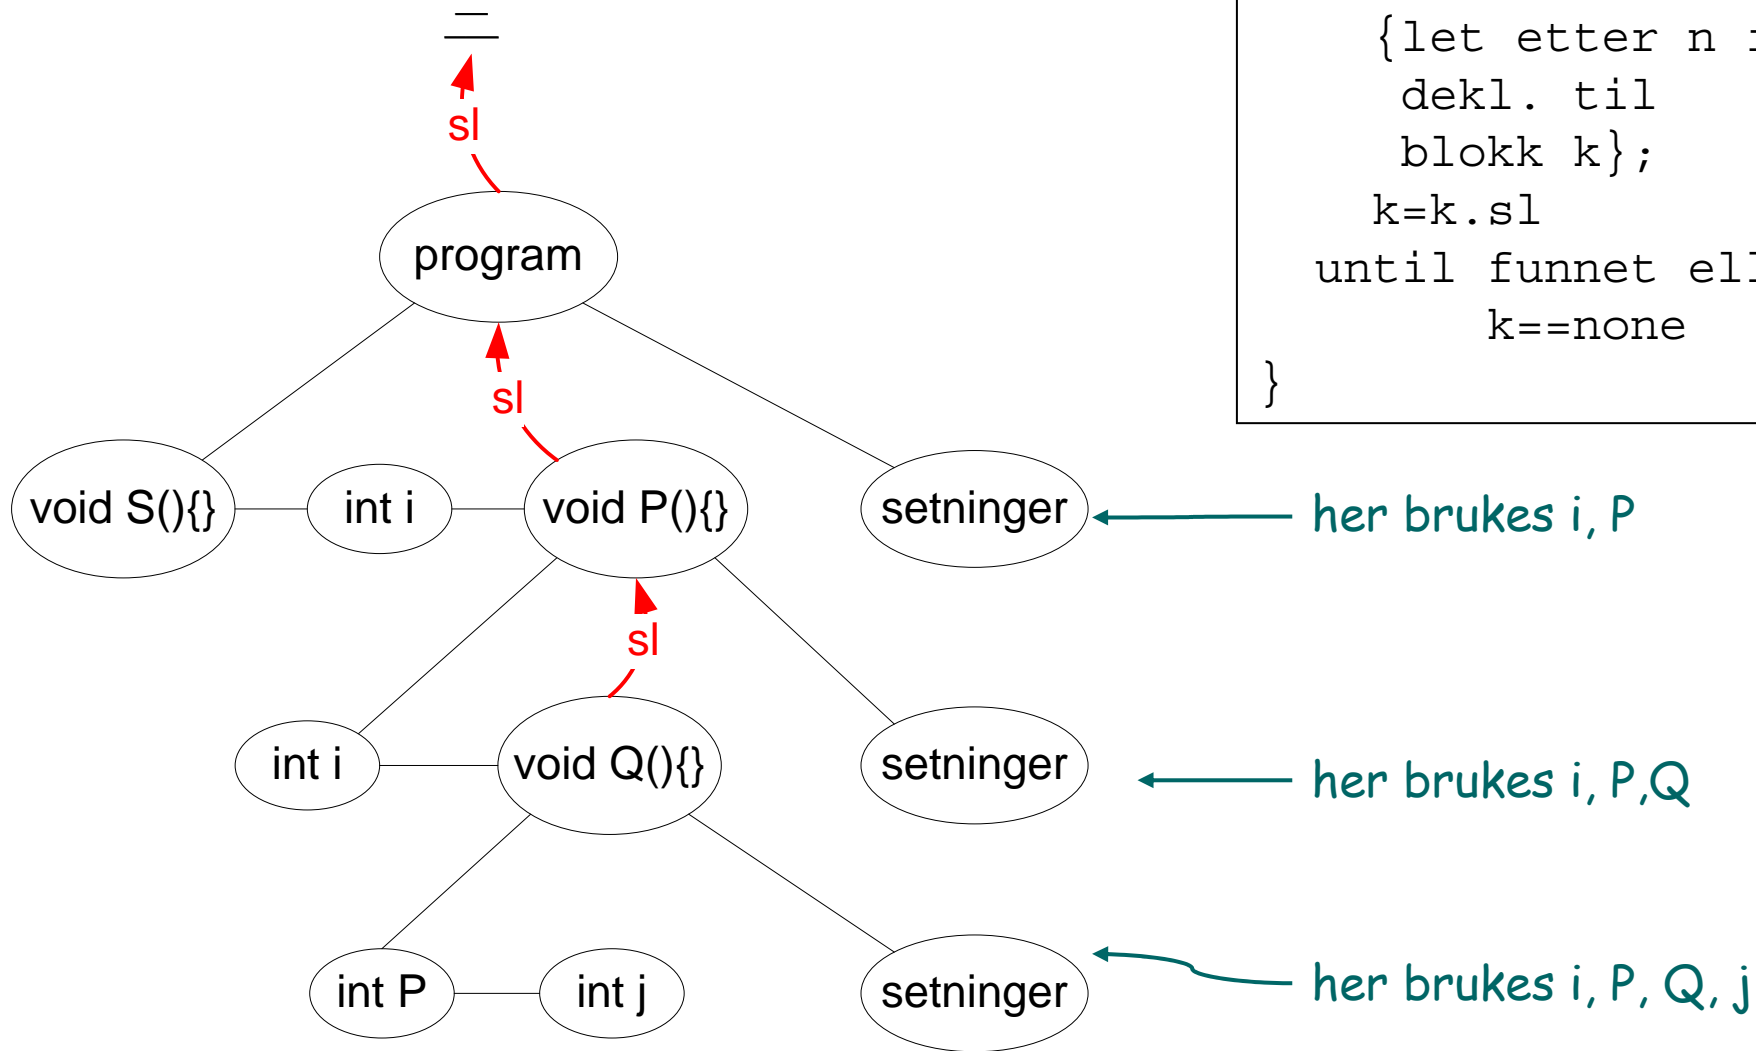 {let etter n
dekl. til
blokk k};
k=k.sl
until funnet
k==none
}
sl
program
sl
void S(){}
int i
void P(){}
setninger
her brukes i, P
sl
int i
void Q(){}
setninger
her brukes i, P,Q
int P
int j
setninger
her brukes i, P, Q, j